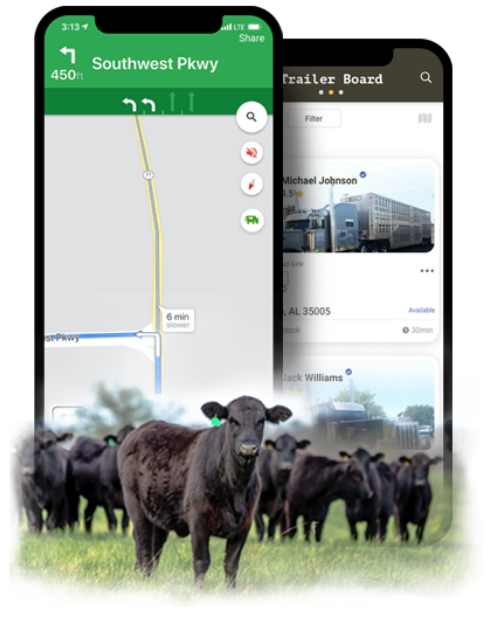 3:13
LTE
Share
450ft
Southwest Pkwy
6 min
slower
Pkwy
Trailer Board
Filter
Michael Johnson
4.5
Axle
AL 35005
Available
30min
Jack Williams